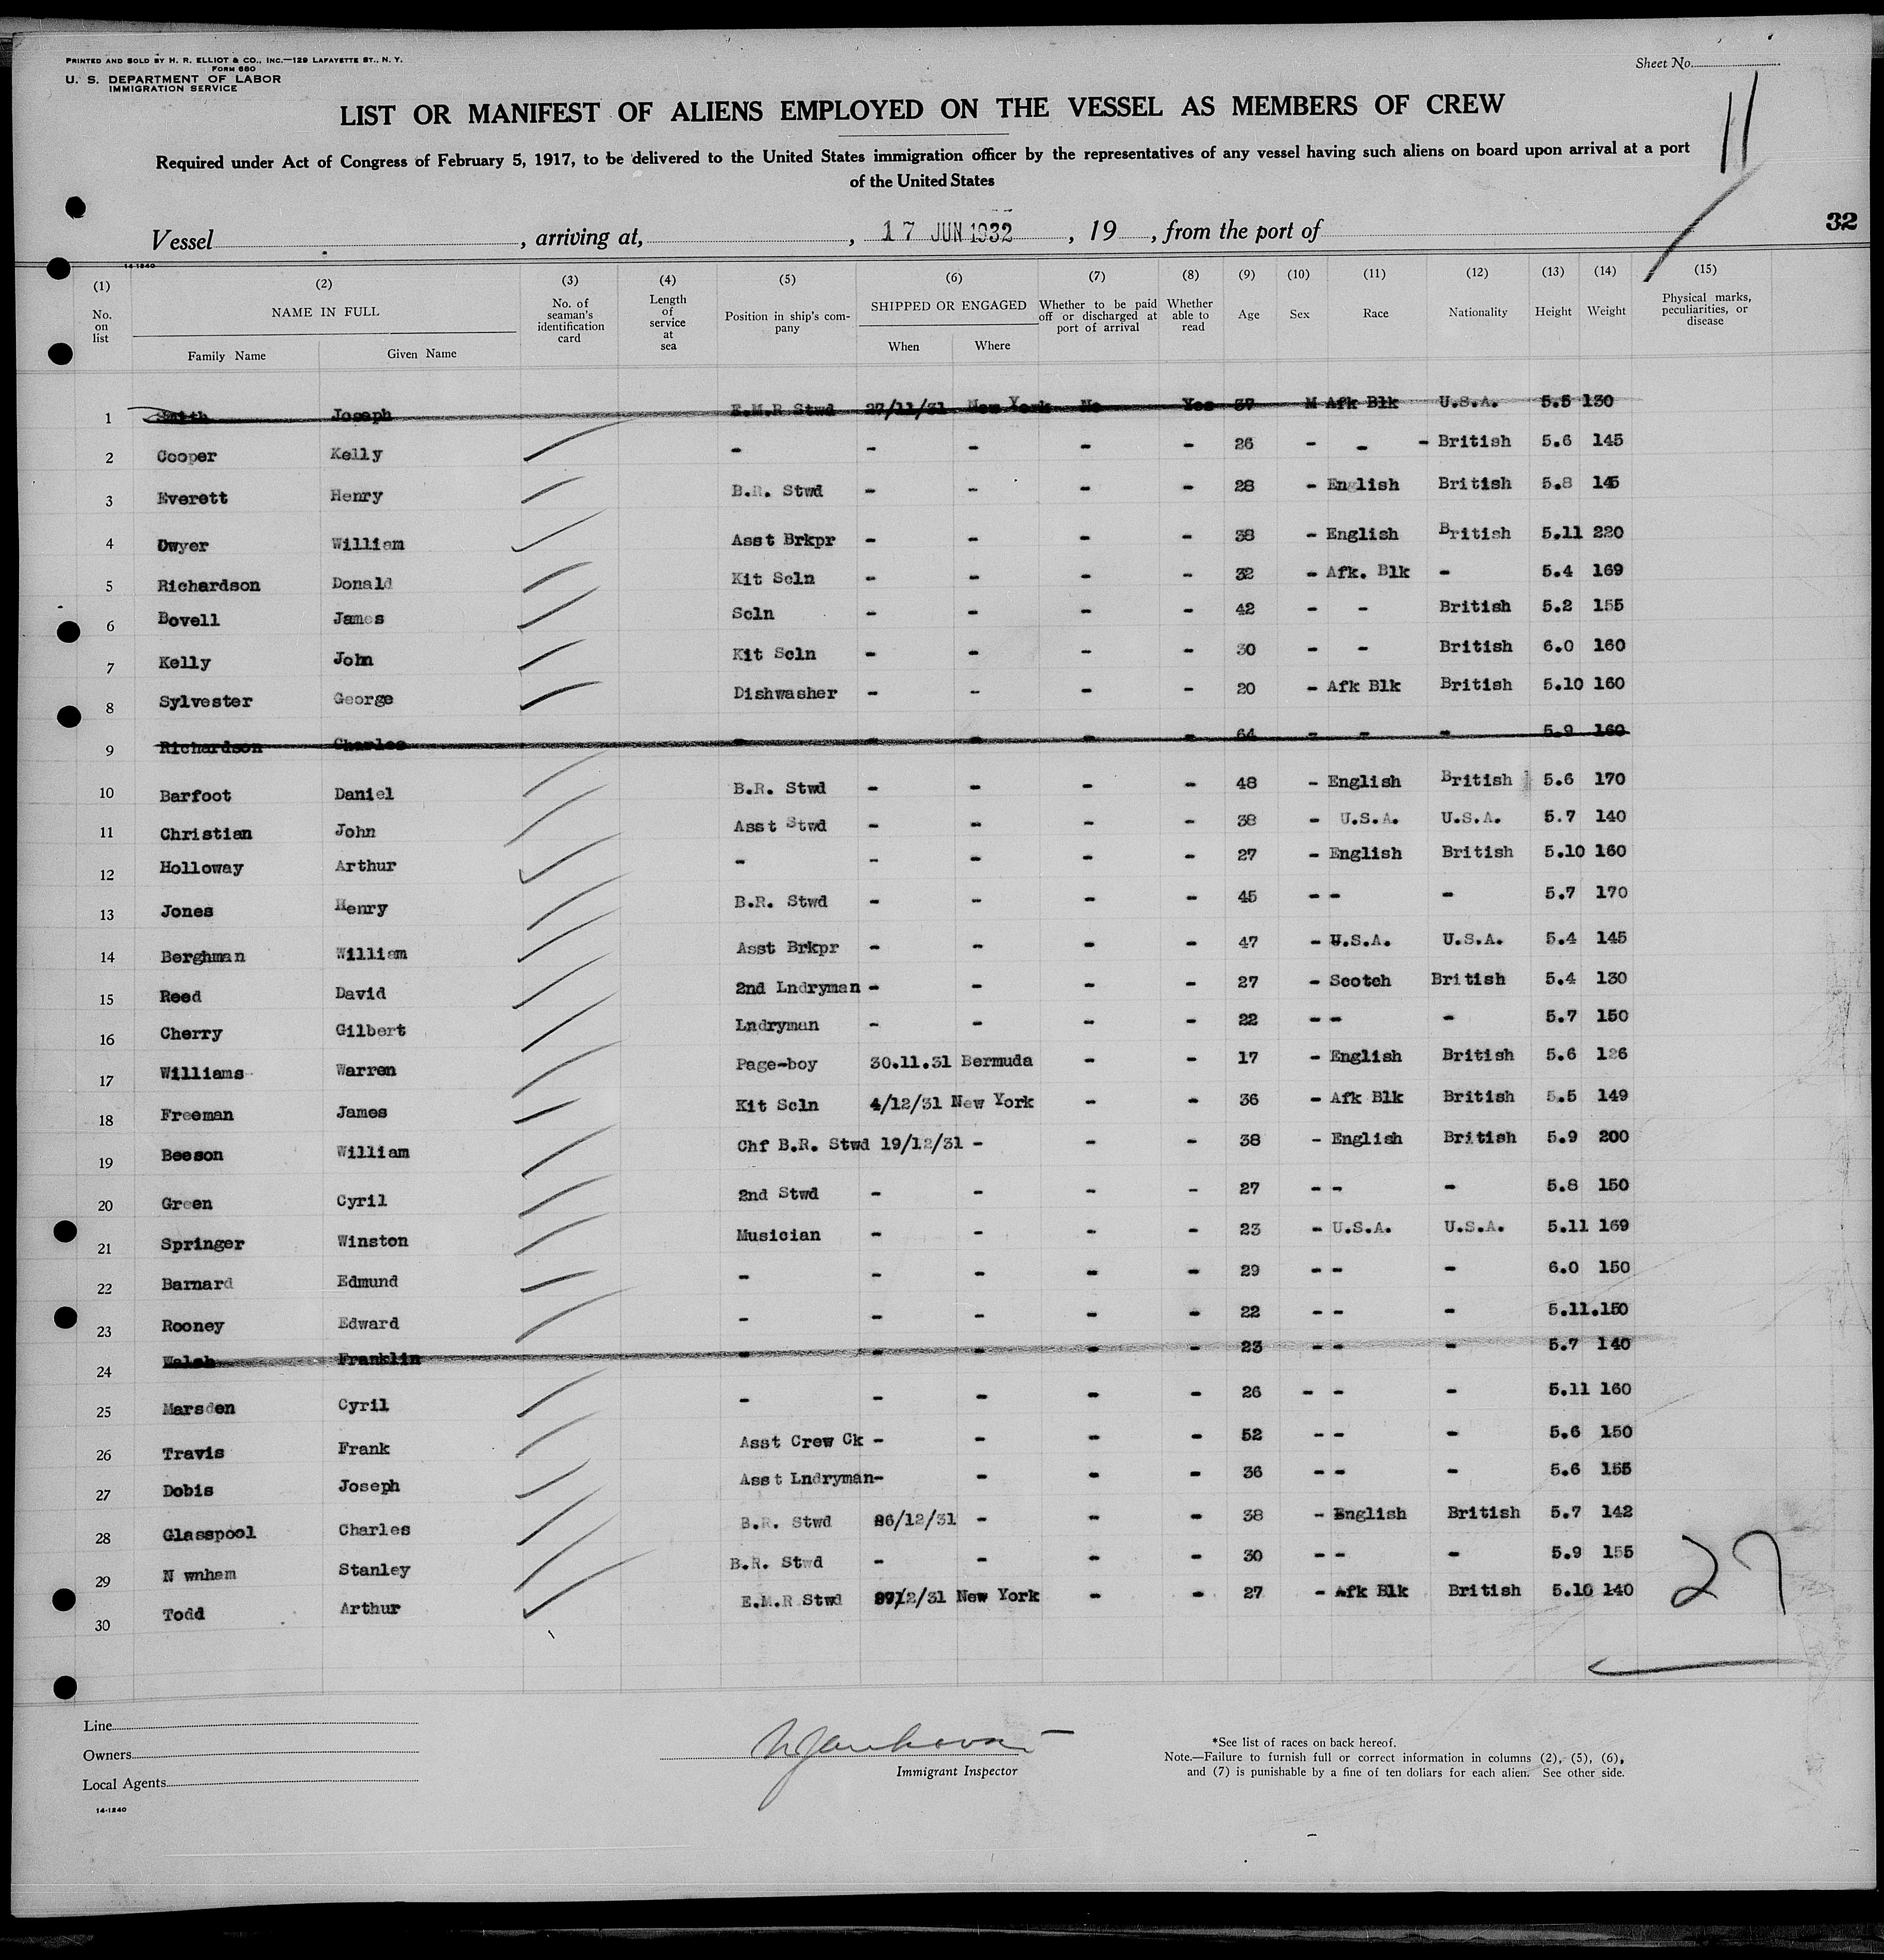 PRINTED AND SOLD BY H. R. ELLIOT & CO., INC.—129 LAFAYETTE ST., N. Y.
FORM 680
U. S. DEPARTMENT OF LABOR
IMMIGRATION SERVICE
Sheet No.
11
LIST OR MANIFEST OF ALIENS EMPLOYED ON THE VESSEL AS MEMBERS OF CREW
Required under Act of Congress of February 5, 1917, to be delivered to the United States immigration officer by the representatives of any vessel having such aliens on board upon arrival at a port
of the United States
Vessel , arriving at, , 17 JUN 1932 , 19 , from the port of
32
14-1240
(1) (2) (3) (4) (5) (6) (7) (8) (9) (10) (11) (12) (13) (14) (15)
No. on list NAME IN FULL Family Name Given Name No. of seaman's identification card Length of service at sea Position in ship's company SHIPPED OR ENGAGED When Where Whether to be paid off or discharged at port of arrival Whether able to read Age Sex Race Nationality Height Weight Physical marks, peculiarities, or disease
1 Smith Joseph E.M.R Stwd 27/11/31 New York No Yes 37 M Afk Blk U.S.A. 5.5 130
2 Cooper Kelly - - - - - 26 - - - British 5.6 145
3 Everett Henry B.R. Stwd - - - - 28 - English British 5.8 145
4 Dwyer William Asst Brkpr - - - - 38 - English British 5.11 220
5 Richardson Donald Kit Scln - - - - 32 - Afk. Blk - 5.4 169
6 Bovell James Scln - - - - 42 - - British 5.2 155
7 Kelly John Kit Scln - - - - 30 - - British 6.0 160
8 Sylvester George Dishwasher - - - - 20 - Afk Blk British 5.10 160
9 Richardson Charles - - - - - 64 - - - 5.9 160
10 Barfoot Daniel B.R. Stwd - - - - 48 - English British 5.6 170
11 Christian John Asst Stwd - - - - 38 - U.S.A. U.S.A. 5.7 140
12 Holloway Arthur - - - - - 27 - English British 5.10 160
13 Jones Henry B.R. Stwd - - - - 45 - - - 5.7 170
14 Berghman William Asst Brkpr - - - - 47 - U.S.A. U.S.A. 5.4 145
15 Reed David 2nd Lndryman - - - - 27 - Scotch British 5.4 130
16 Cherry Gilbert Lndryman - - - - 22 - - - 5.7 150
17 Williams Warren Page-boy 30.11.31 Bermuda - - 17 - English British 5.6 126
18 Freeman James Kit Scln 4/12/31 New York - - 36 - Afk Blk British 5.5 149
19 Beeson William Chf B.R. Stwd 19/12/31 - - - 38 - English British 5.9 200
20 Green Cyril 2nd Stwd - - - - 27 - - - 5.8 150
21 Springer Winston Musician - - - - 23 - U.S.A. U.S.A. 5.11 169
22 Barnard Edmund - - - - - 29 - - - 6.0 150
23 Rooney Edward - - - - - 22 - - - 5.11.150
24 Walsh Franklin - - - - - 23 - - - 5.7 140
25 Marsden Cyril - - - - - 26 - - - 5.11 160
26 Travis Frank Asst Crew Ck - - - - 52 - - - 5.6 150
27 Dobis Joseph Asst Lndryman- - - - 36 - - - 5.6 155
28 Glasspool Charles B.R. Stwd 26/12/31 - - - 38 - English British 5.7 142
29 N wnham Stanley B.R. Stwd - - - - 30 - - - 5.9 155
30 Todd Arthur E.M.R Stwd /31 New York - - 27 - Afk Blk British 5.10 140
27
Line
Owners
Local Agents
14-1240
Immigrant Inspector
*See list of races on back hereof.
Note.—Failure to furnish full or correct information in columns (2), (5), (6),
and (7) is punishable by a fine of ten dollars for each alien. See other side.